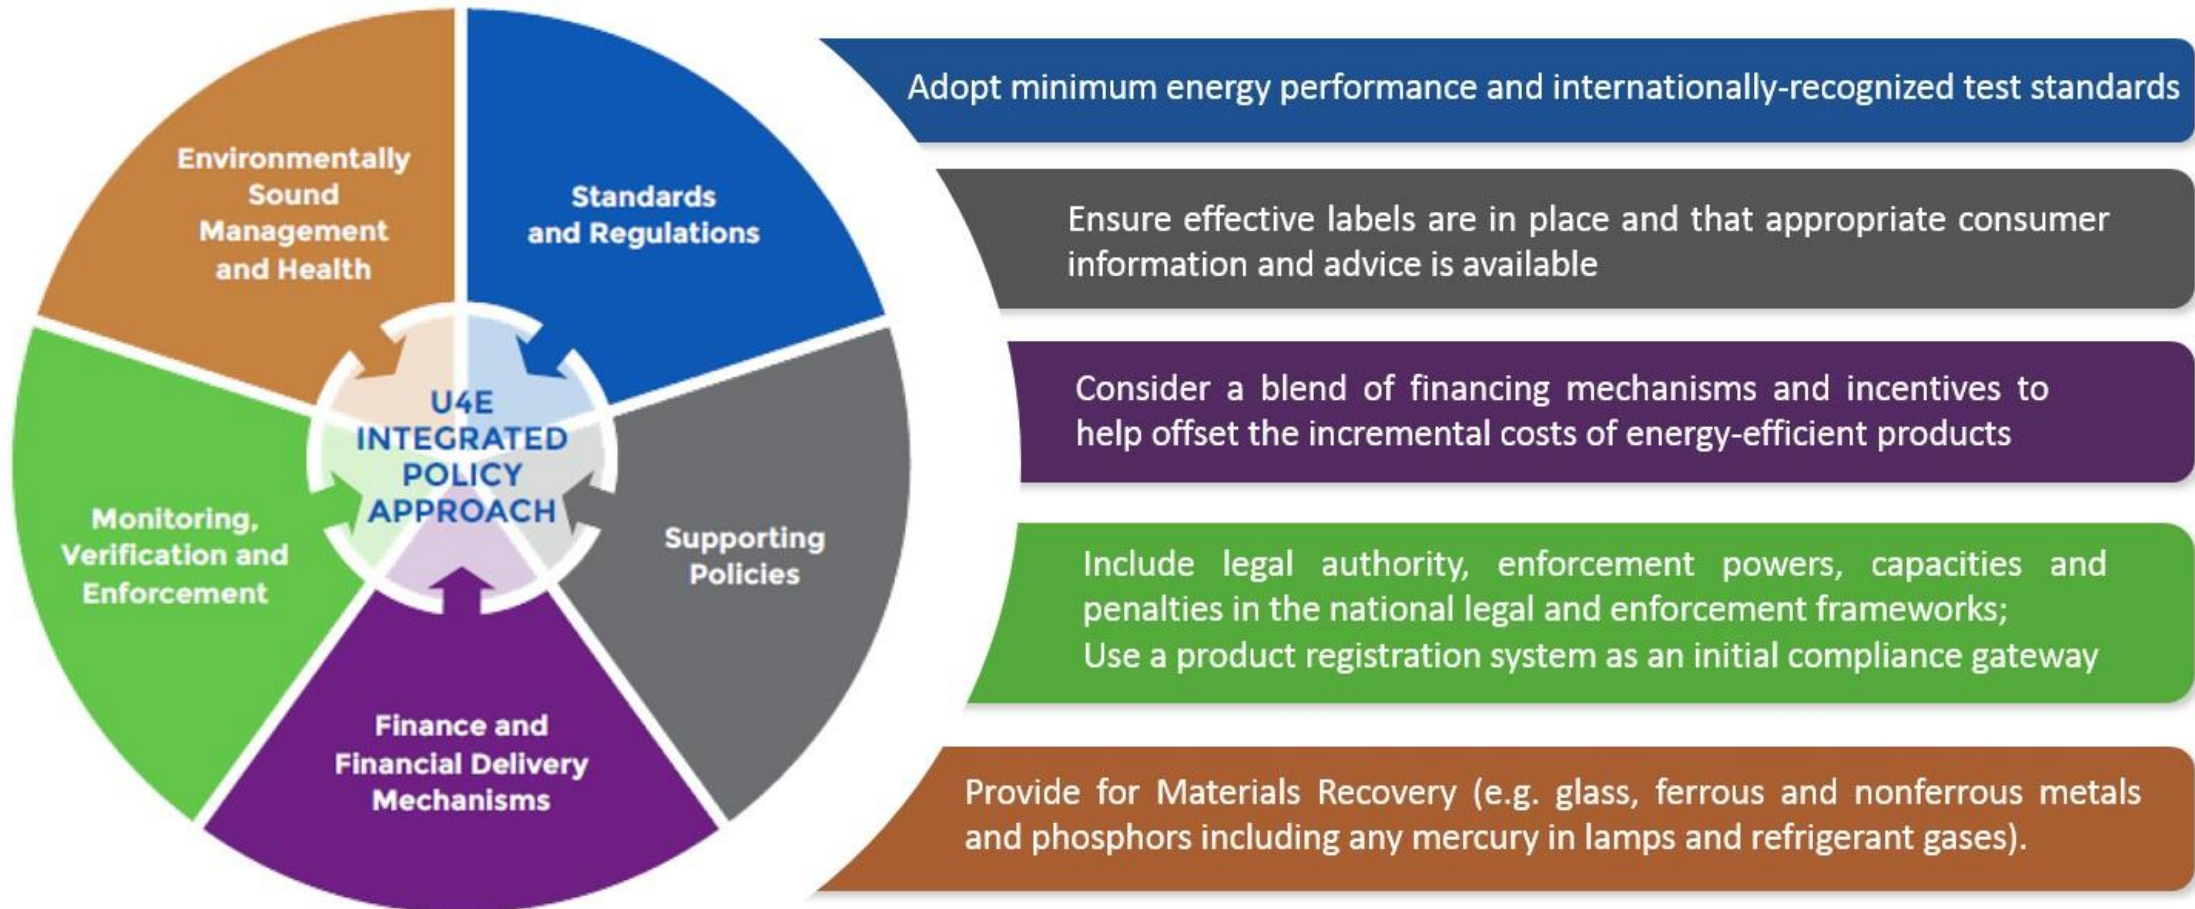 Environmentally
Sound
Management
and Health
Standards
and Regulations
Supporting
Policies
Finance and
Financial Delivery
Mechanisms
Monitoring,
Verification and
Enforcement
U4E
INTEGRATED
POLICY
APPROACH
Adopt minimum energy performance and internationally-recognized test standards
Ensure effective labels are in place and that appropriate consumer
information and advice is available
Consider a blend of financing mechanisms and incentives to
help offset the incremental costs of energy-efficient products
Include legal authority, enforcement powers, capacities and
penalties in the national legal and enforcement frameworks;
Use a product registration system as an initial compliance gateway
Provide for Materials Recovery (e.g. glass, ferrous and nonferrous metals
and phosphors including any mercury in lamps and refrigerant gases).